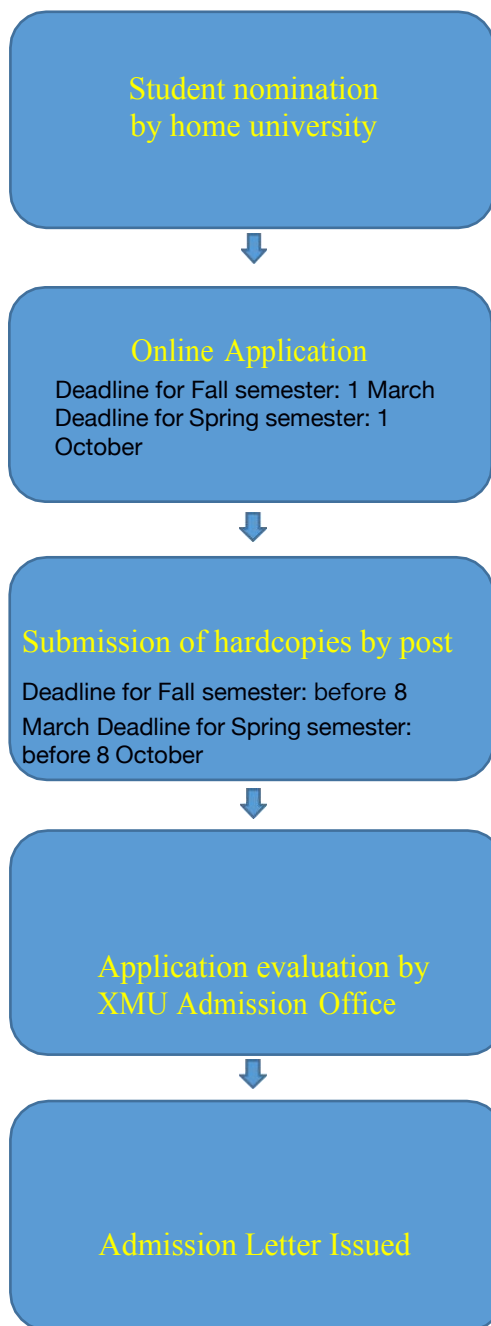 Student nomination
by home university
Online Application
Deadline for Fall semester: 1 March
Deadline for Spring semester: 1
October
Submission of hardcopies by post
Deadline for Fall semester: before 8
March Deadline for Spring semester:
before 8 October
Application evaluation by
XMU Admission Office
Admission Letter Issued